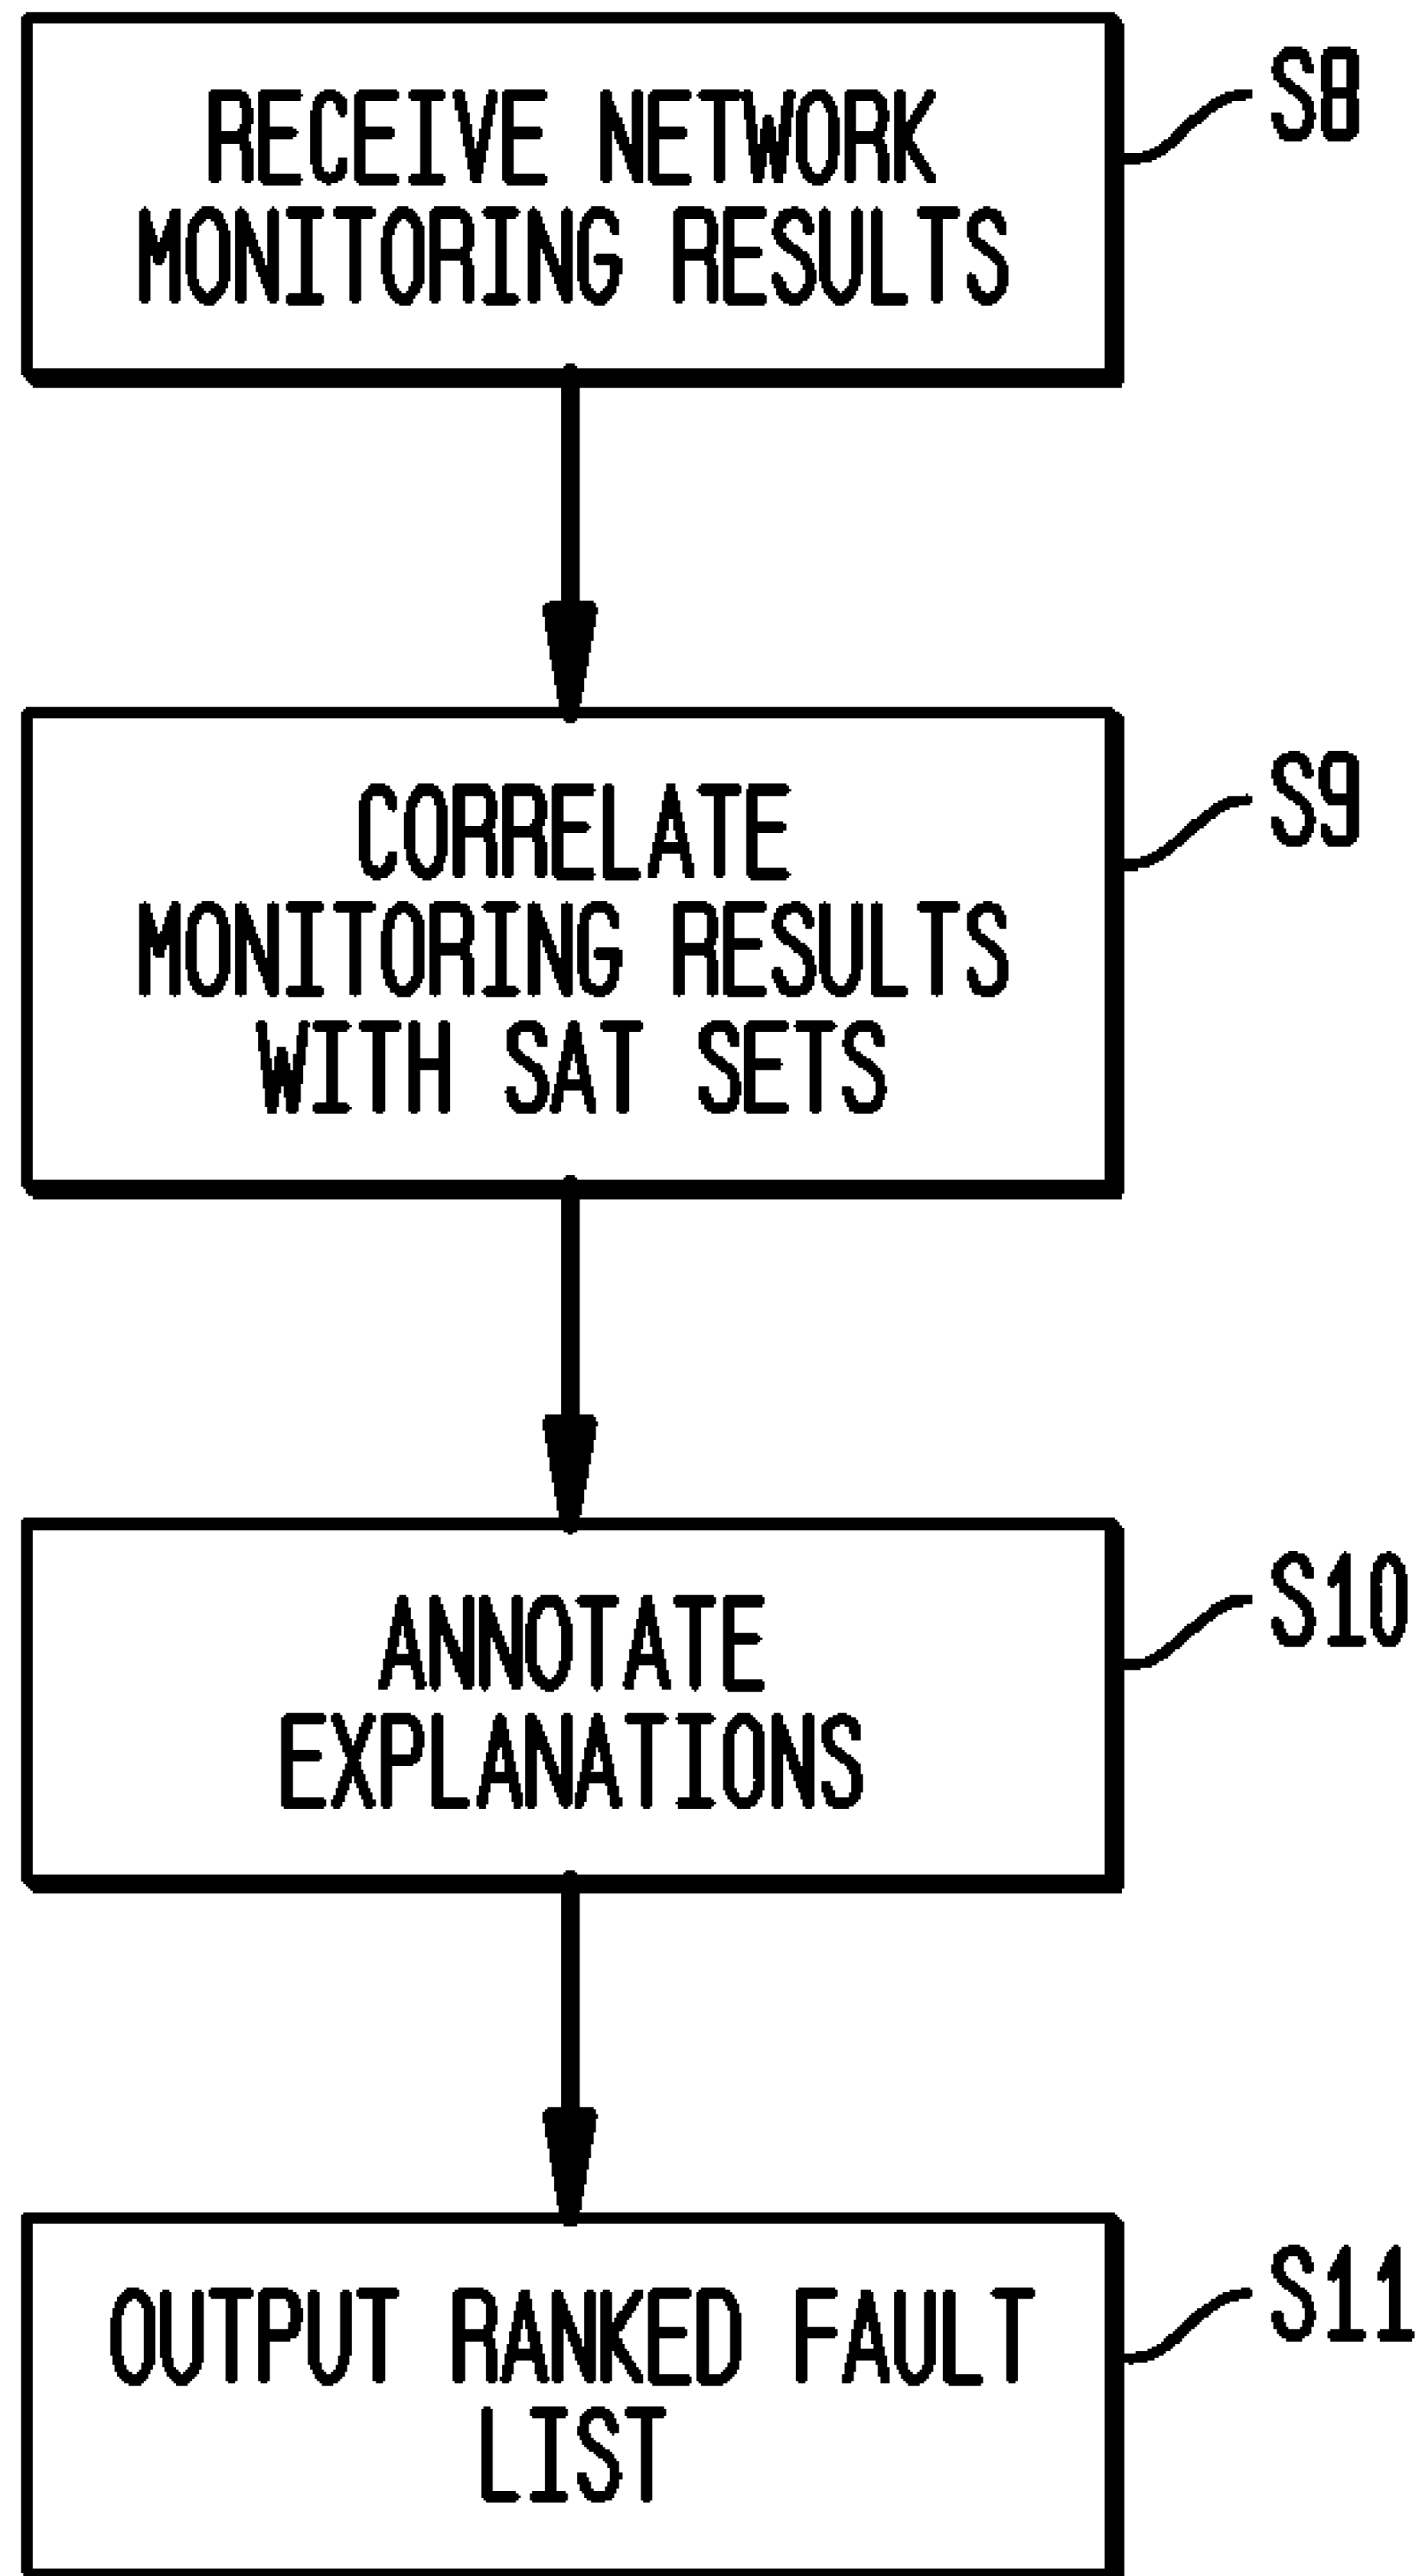 RECEIVE NETWORK
MONITORING RESULTS
S8
CORRELATE
MONITORING RESULTS
WITH SAT SETS
S9
ANNOTATE
EXPLANATIONS
S10
OUTPUT RANKED FAULT
LIST
S11